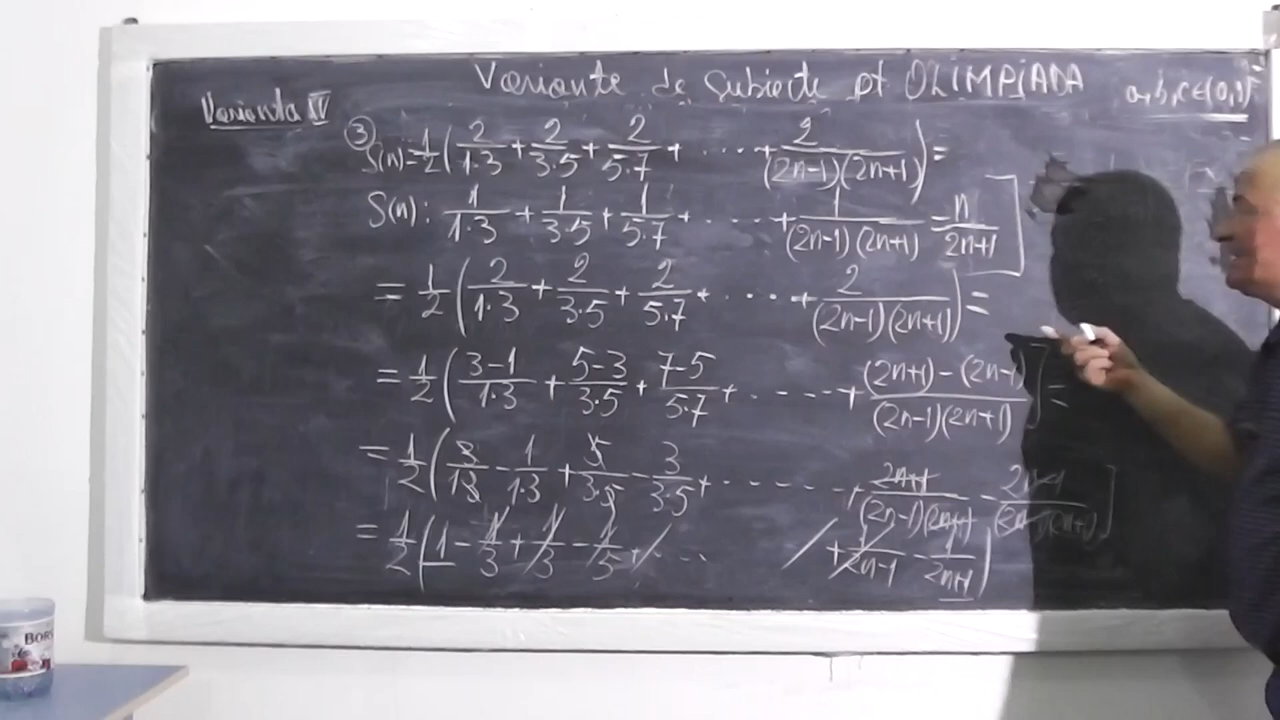 Variante de subiecte pt OLIMPIADA
a,b,c∈(0,1)
Varianta IV
③
S(n)=1/2(2/1·3+2/3·5+2/5·7+.....+2/(2n-1)(2n+1))=
S(n): 1/1·3+1/3·5+1/5·7+.....+1/(2n-1)(2n+1)=n/2n+1]
=1/2(2/1·3+2/3·5+2/5·7+.....+2/(2n-1)(2n+1))=
=1/2(3-1/1·3+5-3/3·5+7-5/5·7+.....+(2n+1)-(2n-1)/(2n-1)(2n+1)]=
=1/2(3/1·3-1/1·3+5/3·5-3/3·5+.......+2n+1/(2n-1)(2n+1)-2n-1/(2n-1)(2n+1)]
=1/2(1-1/3+1/3-1/5+/.../+1/2n-1-1/2n+1)
BORS